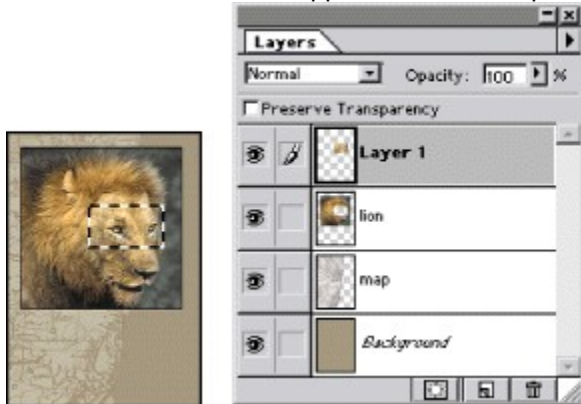 Layers
Normal Opacity: 100 %
Preserve Transparency
Layer 1
lion
map
Background